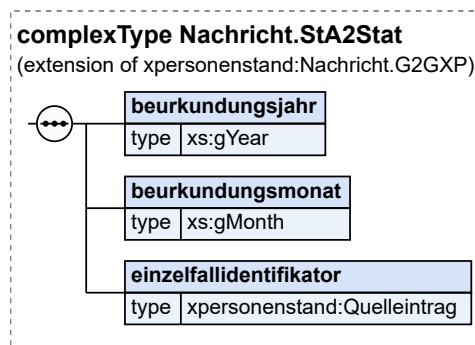 complexType Nachricht.StA2Stat
(extension of xpersonenstand:Nachricht.G2GXP)
beurkundungsjahr
type xs:gYear
beurkundungsmonat
type xs:gMonth
einzelfallidentifikator
type xpersonenstand:Quelleintrag